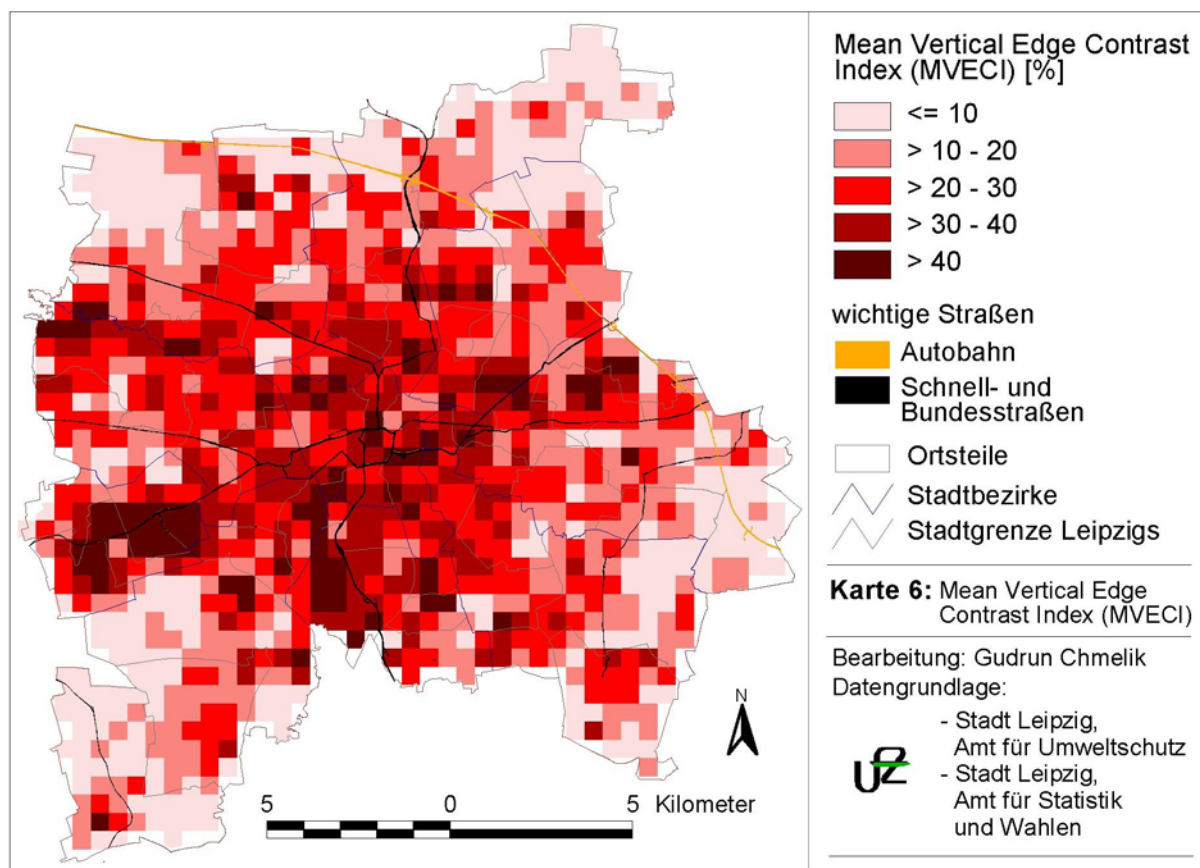 Mean Vertical Edge Contrast
Index (MVECI) [%]
<= 10
> 10 - 20
> 20 - 30
> 30 - 40
> 40
wichtige Straßen
Autobahn
Schnell- und
Bundesstraßen
Ortsteile
Stadtbezirke
Stadtgrenze Leipzigs
Karte 6: Mean Vertical Edge
Contrast Index (MVECI)
Bearbeitung: Gudrun Chmelik
Datengrundlage:
- Stadt Leipzig,
Amt für Umweltschutz
- Stadt Leipzig,
Amt für Statistik
und Wahlen
UFZ
N
5 0 5 Kilometer